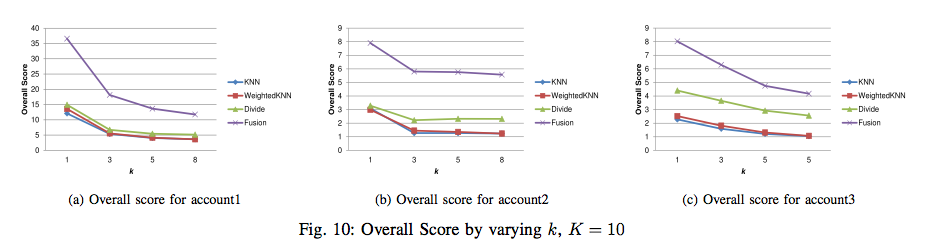 40
35
30
25
20
15
10
5
0
Overall Score
1 3 5 8
k
KNN
WeightedKNN
Divide
Fusion
(a) Overall score for account1
9
8
7
6
5
4
3
2
1
0
Overall Score
1 3 5 8
k
KNN
WeightedKNN
Divide
Fusion
(b) Overall score for account2
9
8
7
6
5
4
3
2
1
0
Overall Score
1 3 5 5
k
KNN
WeightedKNN
Divide
Fusion
(c) Overall score for account3
Fig. 10: Overall Score by varying k, K = 10